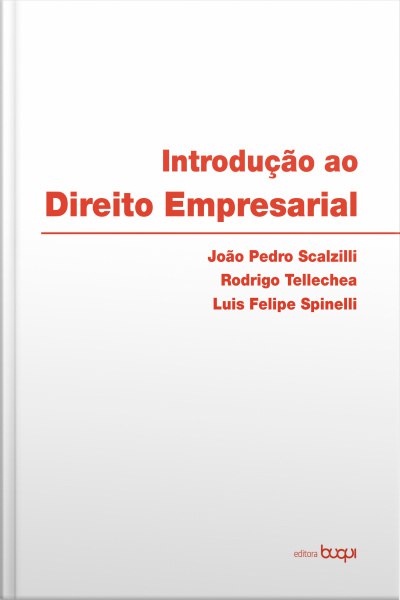 Introdução ao
Direito Empresarial
João Pedro Scalzilli
Rodrigo Tellechea
Luis Felipe Spinelli
editora buqui